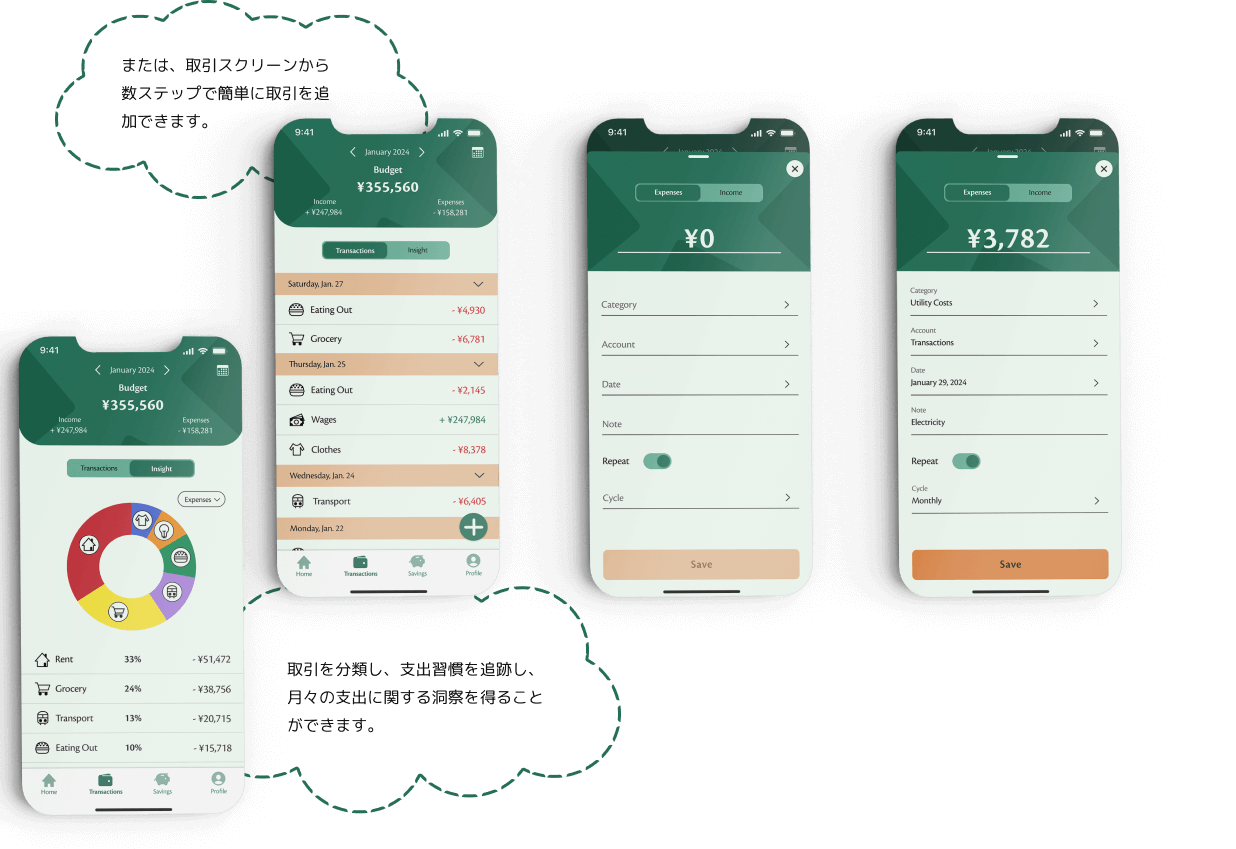 または、取引スクリーンから
数ステップで簡単に取引を追
加できます。
9:41
January 2024
Budget
¥355,560
Income
Expenses
+ ¥247,984
- ¥158,281
Transactions
Insight
Saturday, Jan. 27
Eating Out
- ¥4,930
Grocery
- ¥6,781
Thursday, Jan. 25
Eating Out
- ¥2,145
Wages
+ ¥247,984
Clothes
- ¥8,378
Wednesday, Jan. 24
Transport
- ¥6,405
Monday, Jan. 22
Home
Transactions
Savings
Profile
9:41
January 2024
Expenses
Income
¥0
Category
Account
Date
Note
Repeat
Cycle
Save
9:41
January 2024
Expenses
Income
¥3,782
Category
Utility Costs
Account
Transactions
Date
January 29, 2024
Note
Electricity
Repeat
Cycle
Monthly
Save
9:41
January 2024
Budget
¥355,560
Income
Expenses
+ ¥247,984
- ¥158,281
Transactions
Insight
Expenses
Rent
33%
- ¥51,472
Grocery
24%
- ¥38,756
Transport
13%
- ¥20,715
Eating Out
10%
- ¥15,718
Home
Transactions
Savings
Profile
取引を分類し、支出習慣を追跡し、
月々の支出に関する洞察を得ること
ができます。